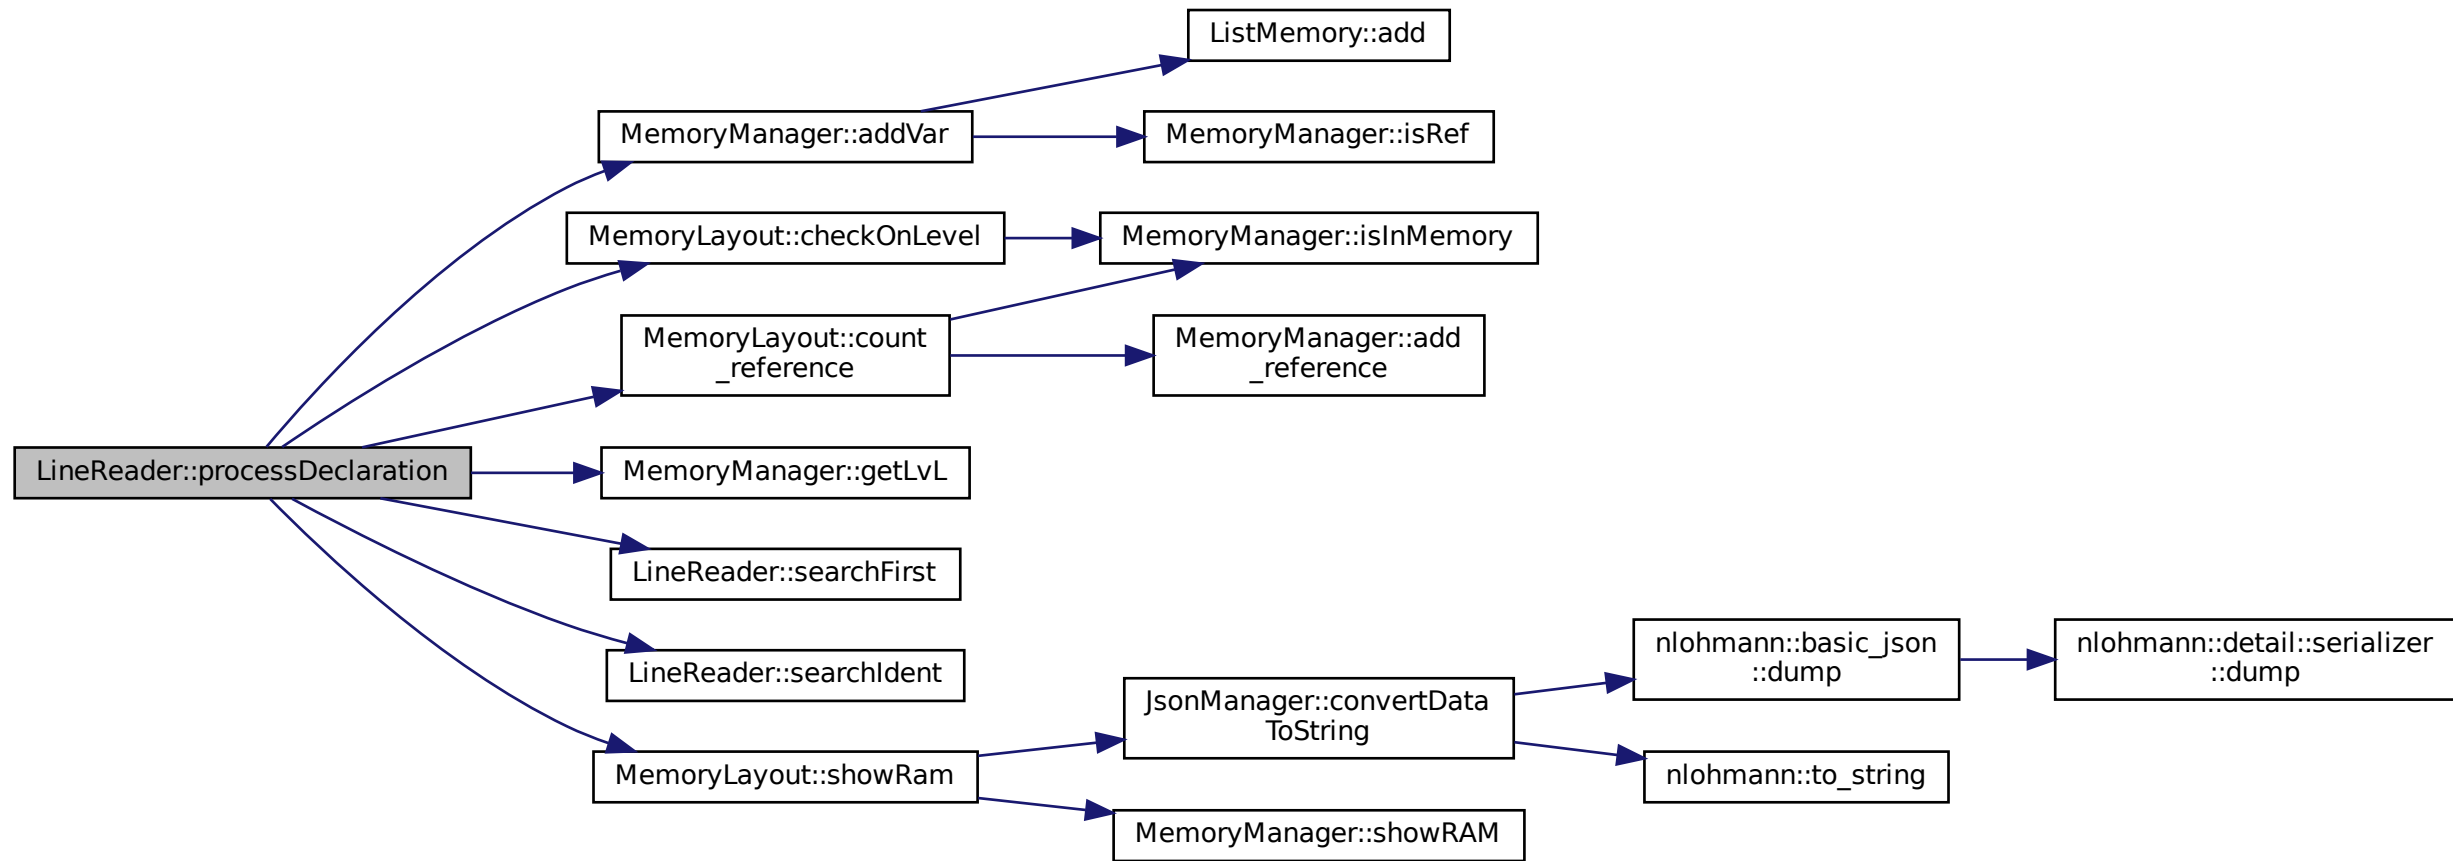 ListMemory::add
MemoryManager::addVar
MemoryManager::isRef
MemoryLayout::checkOnLevel
MemoryManager::isInMemory
MemoryLayout::count
_reference
MemoryManager::add
_reference
LineReader::processDeclaration
MemoryManager::getLvL
LineReader::searchFirst
LineReader::searchIdent
nlohmann::basic_json
::dump
nlohmann::detail::serializer
::dump
JsonManager::convertData
ToString
MemoryLayout::showRam
nlohmann::to_string
MemoryManager::showRAM